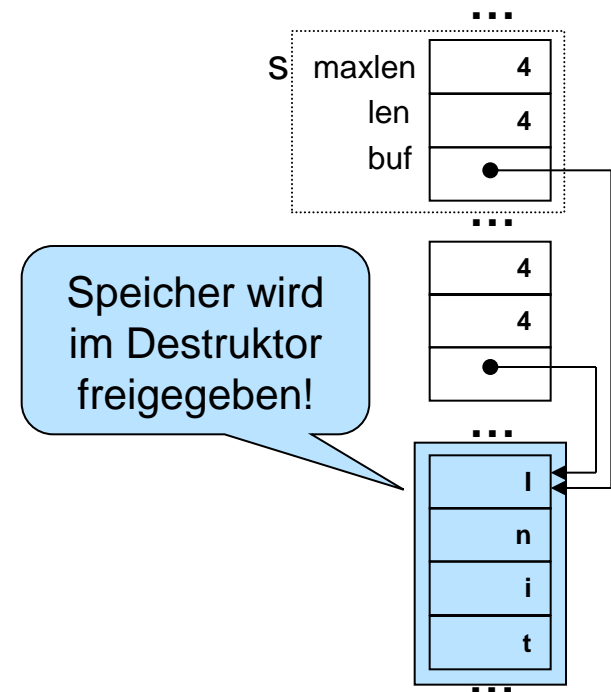 ...
s maxlen 4
len 4
buf
...
4
4
Speicher wird
im Destruktor
freigegeben!
...
I
n
i
t
...